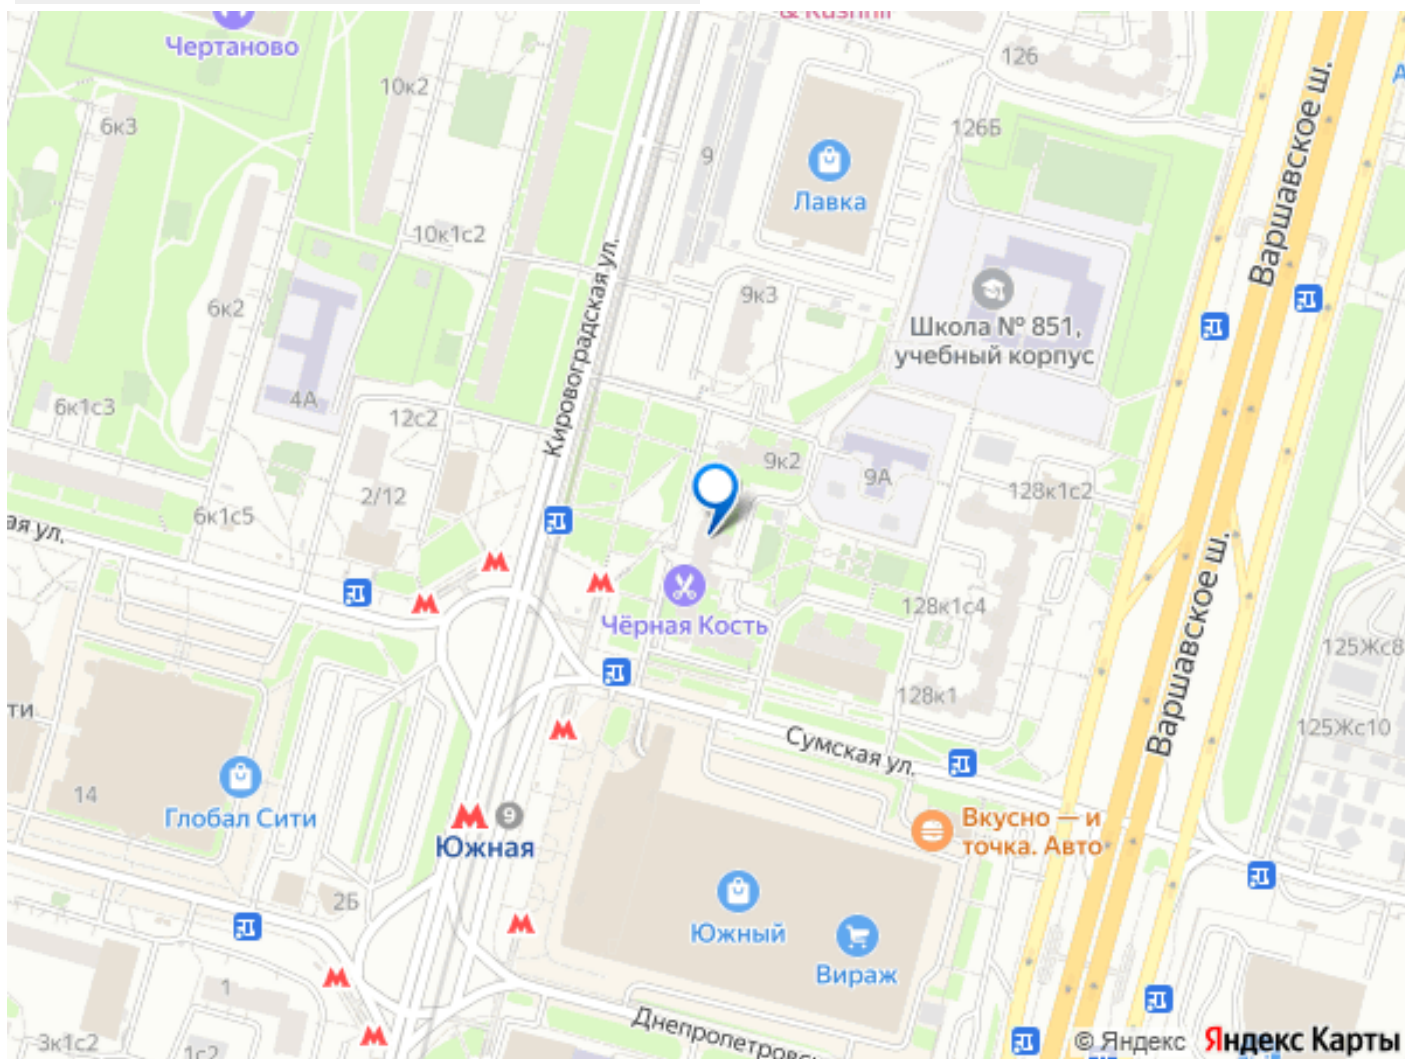 & Kushnir
Чертаново
126
10к2
6к3
126Б
9
Лавка
Варшавское ш.
10к1с2
Кировоградская ул.
9к3
6к2
Школа № 851,
учебный корпус
4А
6к1с3
12с2
9к2
9А
2/12
128к1с2
6к1с5
ая ул.
Чёрная Кость
128к1с4
125Жс8
128к1
Варшавское ш.
ти
125Жс10
Сумская ул.
14
Глобал Сити
9
Южная
Вкусно — и
точка. Авто
2Б
Южный
Вираж
1
Днепропетровс
3к1с2
1с2
© Яндекс Яндекс Карты